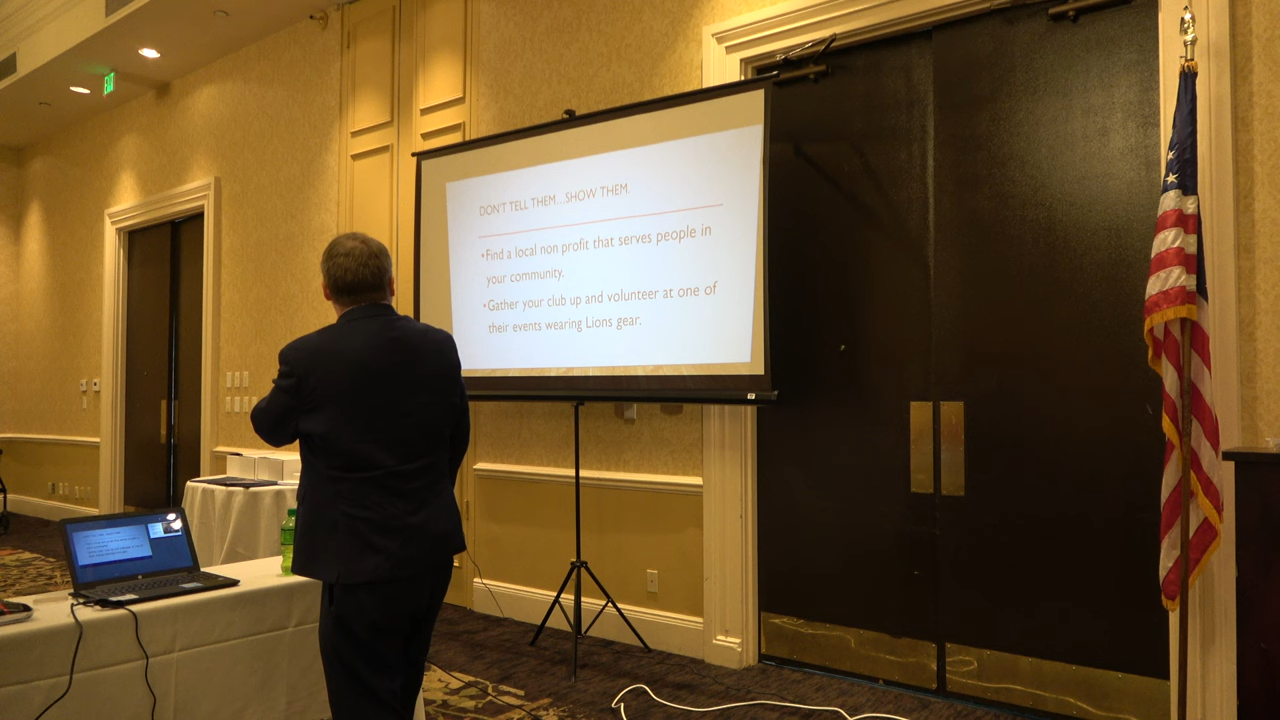 EXIT
DON'T TELL THEM...SHOW THEM.
•Find a local non profit that serves people in
your community.
•Gather your club up and volunteer at one of
their events wearing Lions gear.